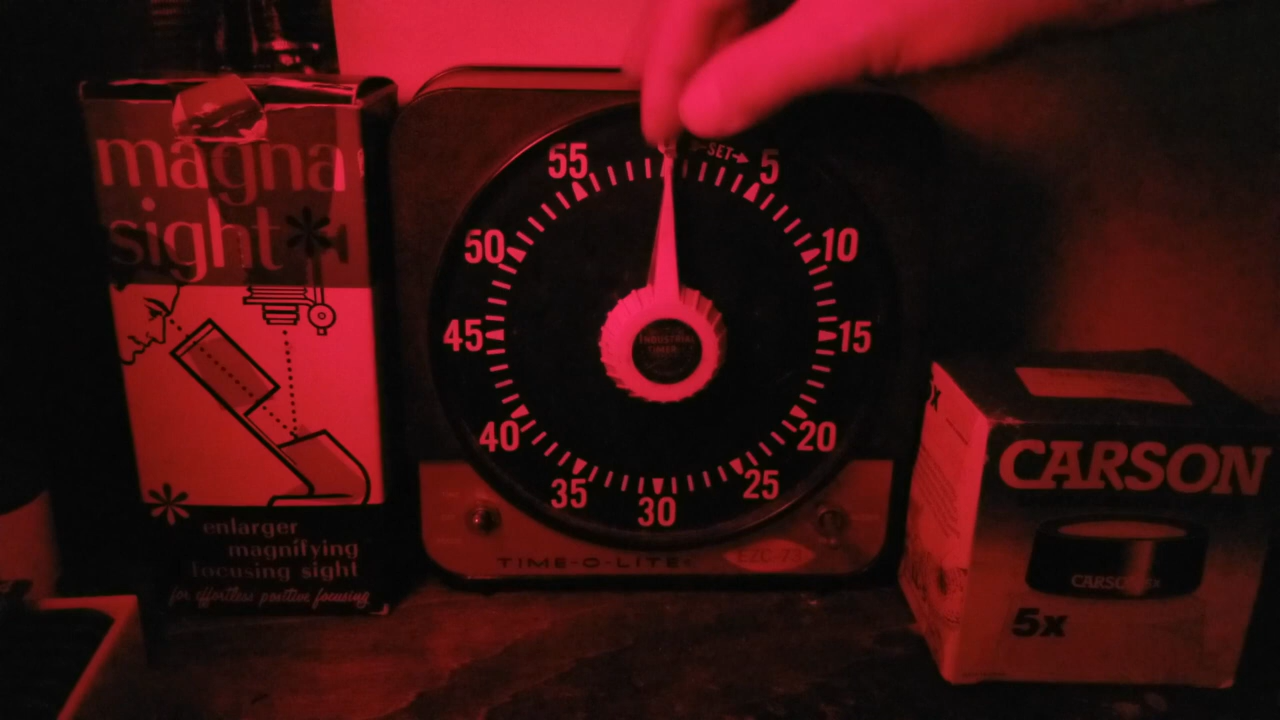 magna
sight*
*
enlarger
magnifying
focusing sight
for effortless positive focusing
SET
55
5
50
10
45
15
40
20
35
25
30
INDUSTRIAL
TIMER
TIME-O-LITE
CARSON
CARSON 5x
5x